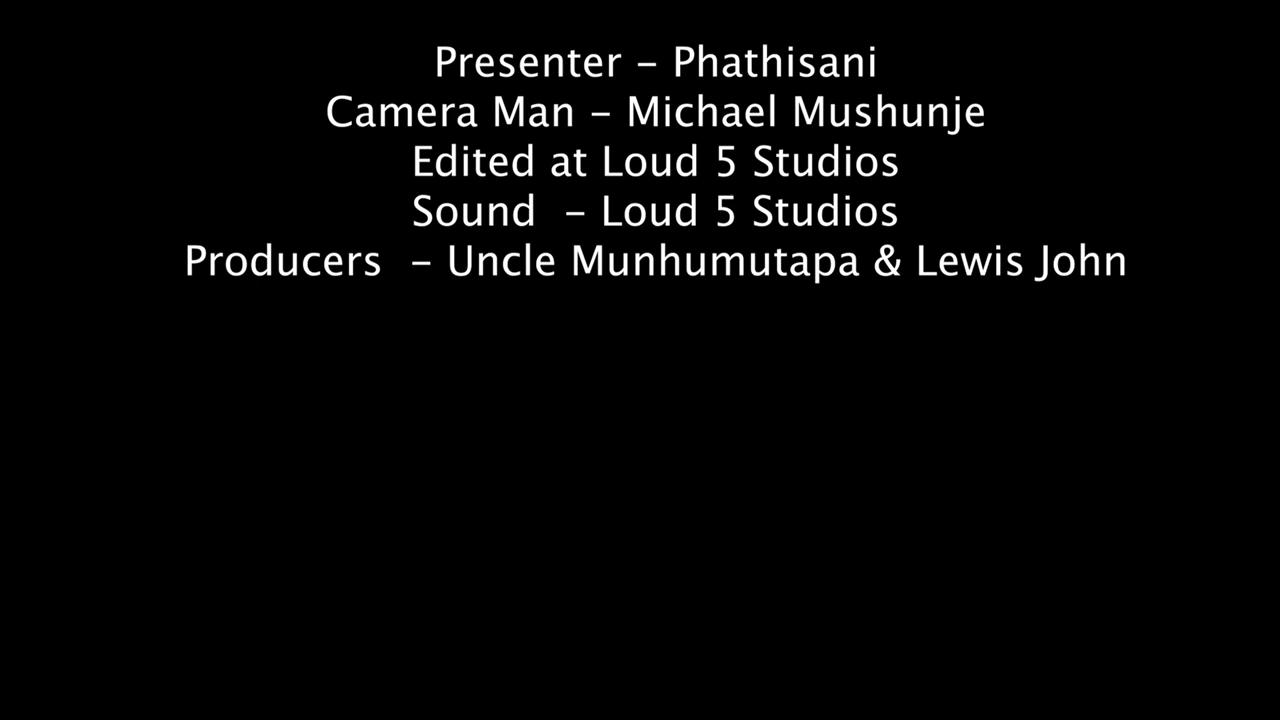 Presenter – Phathisani
Camera Man – Michael Mushunje
Edited at Loud 5 Studios
Sound  – Loud 5 Studios
Producers  – Uncle Munhumutapa & Lewis John